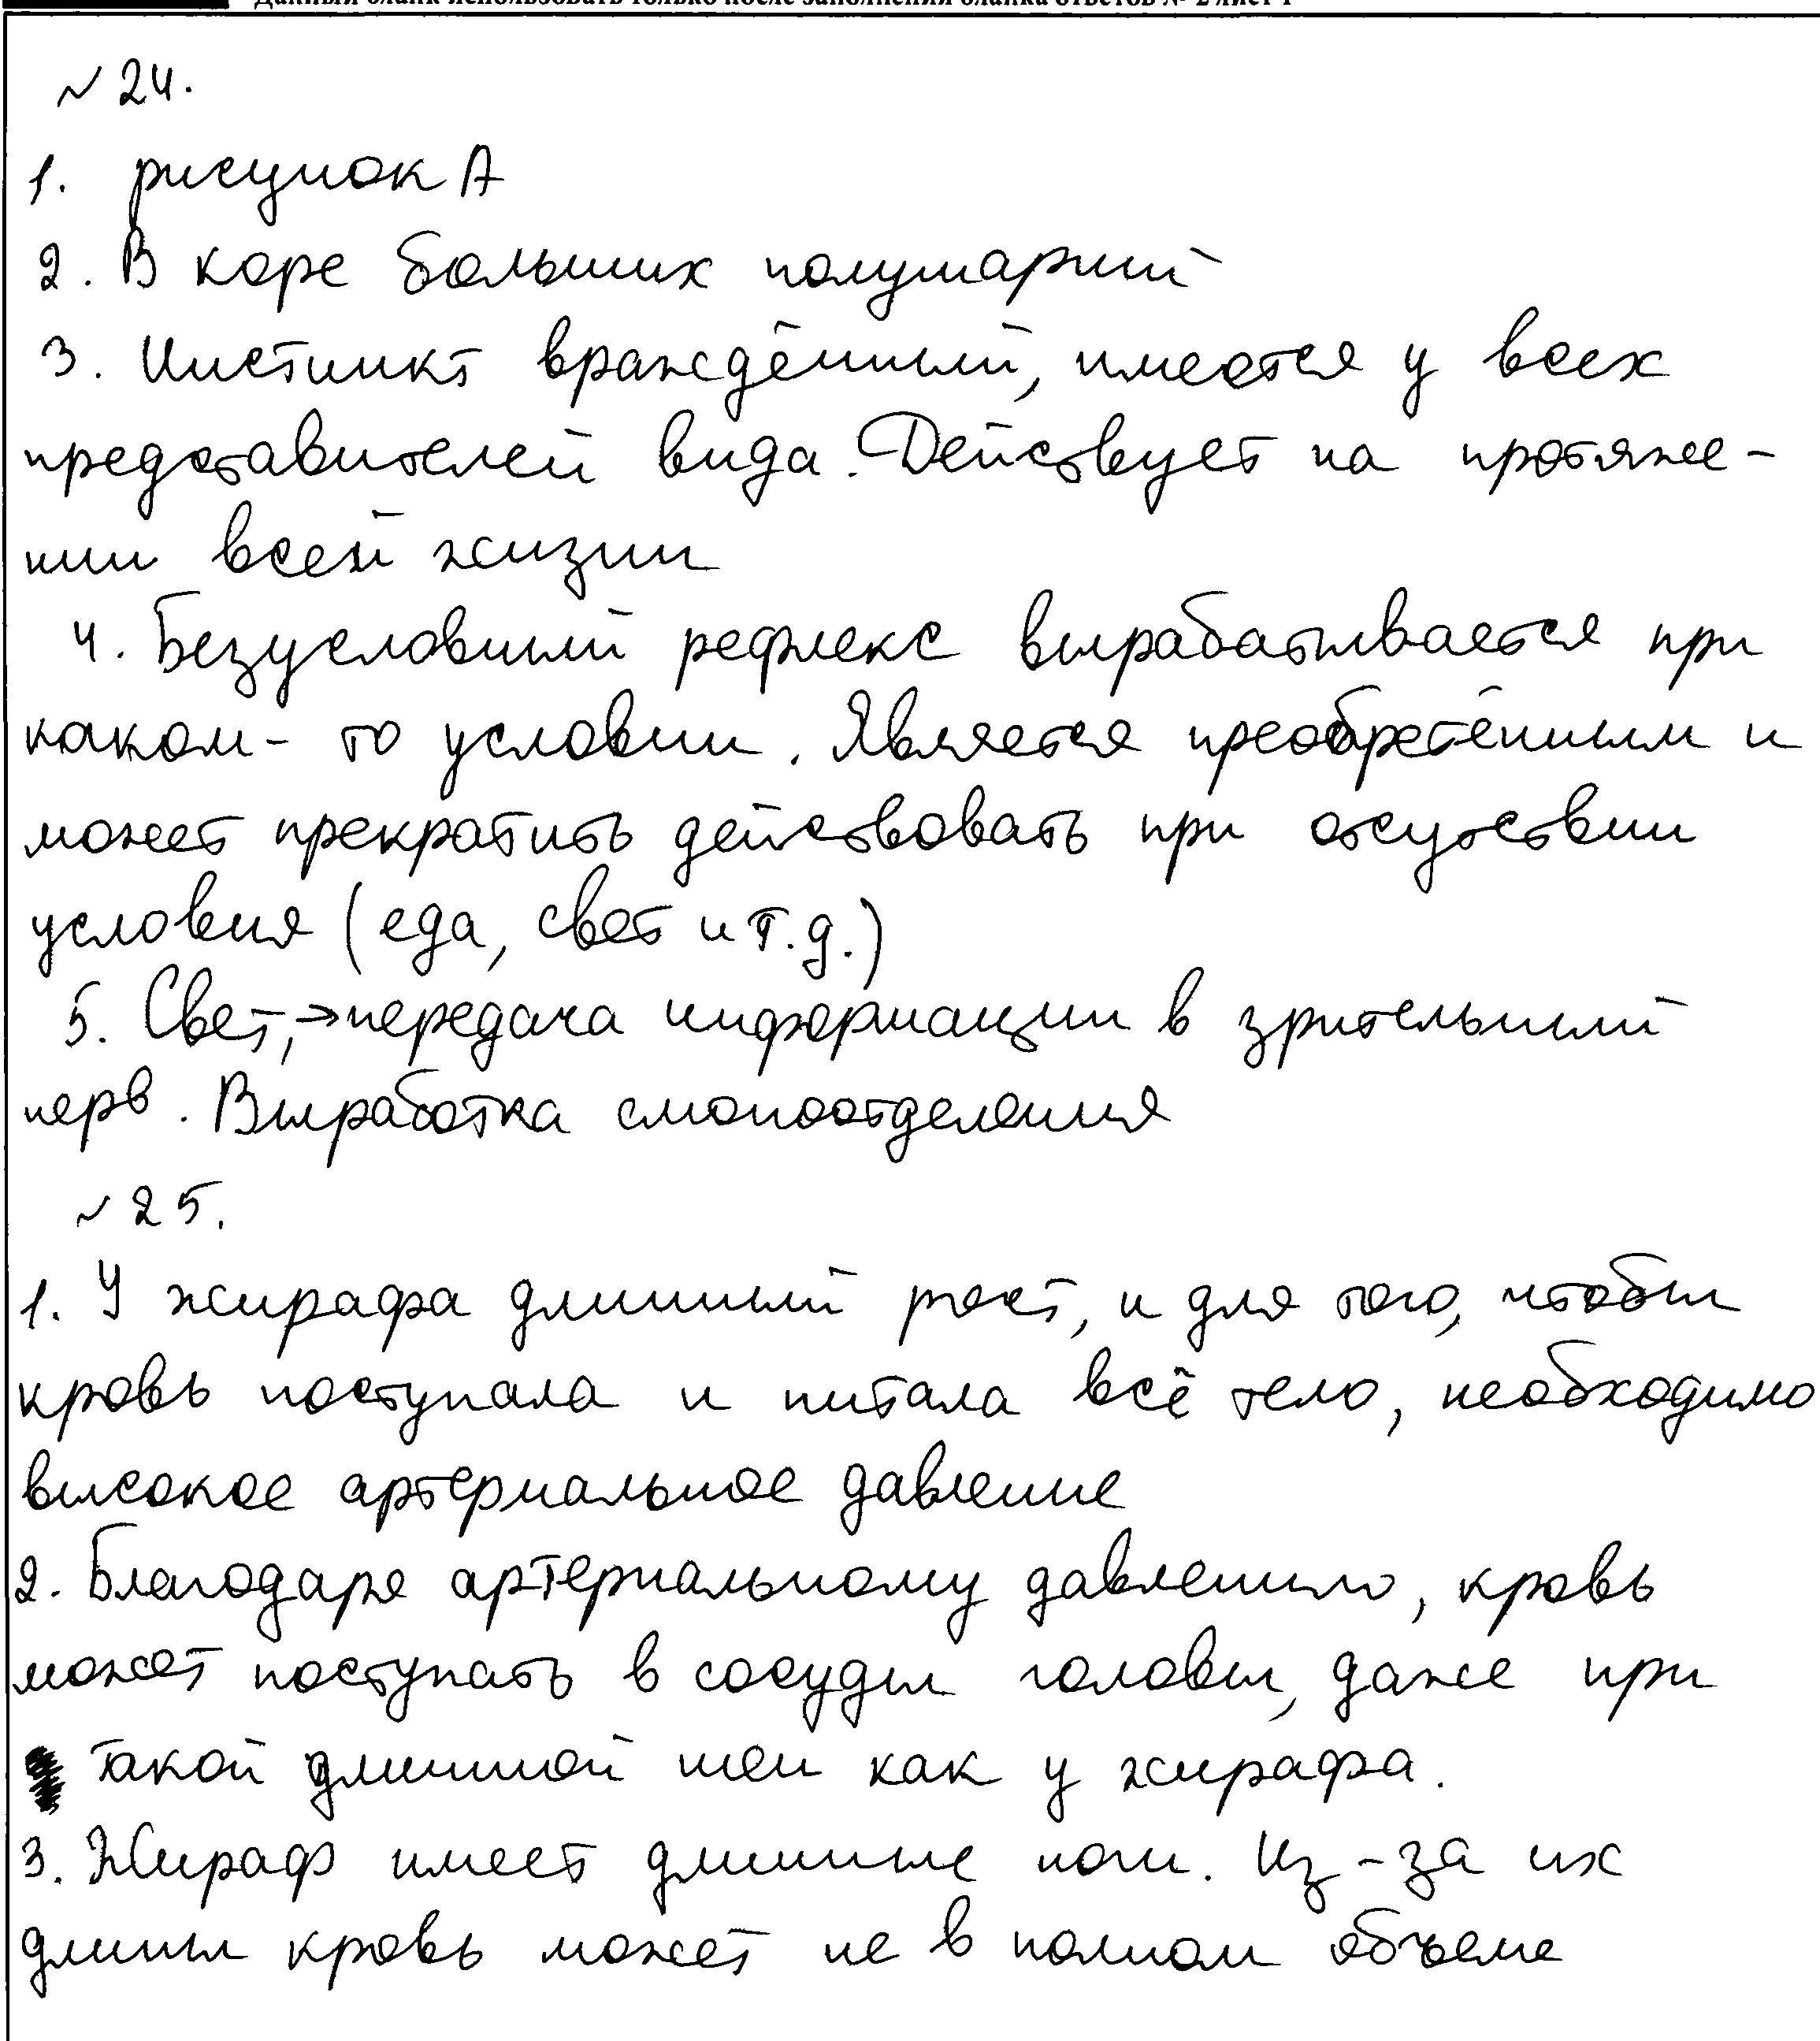 Данный бланк использовать только после заполнения бланка ответов № 2 лист 1
№ 24.
1. рисунок А
2. В коре больших полушарий
3. Инстинкт врождённый, имеется у всех
представителей вида. Действует на протяже-
нии всей жизни
4. Безусловный рефлекс вырабатывается при
каком-то условии. Является преобретённым и
может прекратить действовать при отсутствии
условия (еда, свет и т.д.)
5. Свет, → передача информации в зрительный
нерв. Выработка слюноотделения
№ 25.
1. У жирафа длинный рост, и для того, чтобы
кровь поступала и питала всё тело, необходимо
высокое артериальное давление
2. Благодаря артериальному давлению, кровь
может поступать в сосуды головы, даже при
такой длинной шеи как у жирафа.
3. Жираф имеет длинные ноги. Из-за их
длины кровь может не в полном объеме